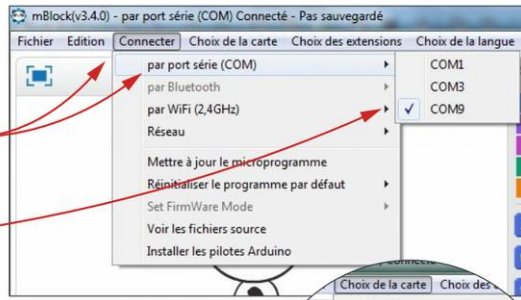 mBlock(v3.4.0) - par port série (COM) Connecté - Pas sauvegardé
Fichier Edition Connecter Choix de la carte Choix des extensions Choix de la langue
par port série (COM)
COM1
par Bluetooth
COM3
par WiFi (2,4GHz)
COM9
Réseau
Mettre à jour le microprogramme
Réinitialiser le programme par défaut
Set FirmWare Mode
Voir les fichiers source
Installer les pilotes Arduino
Choix de la carte Choix des